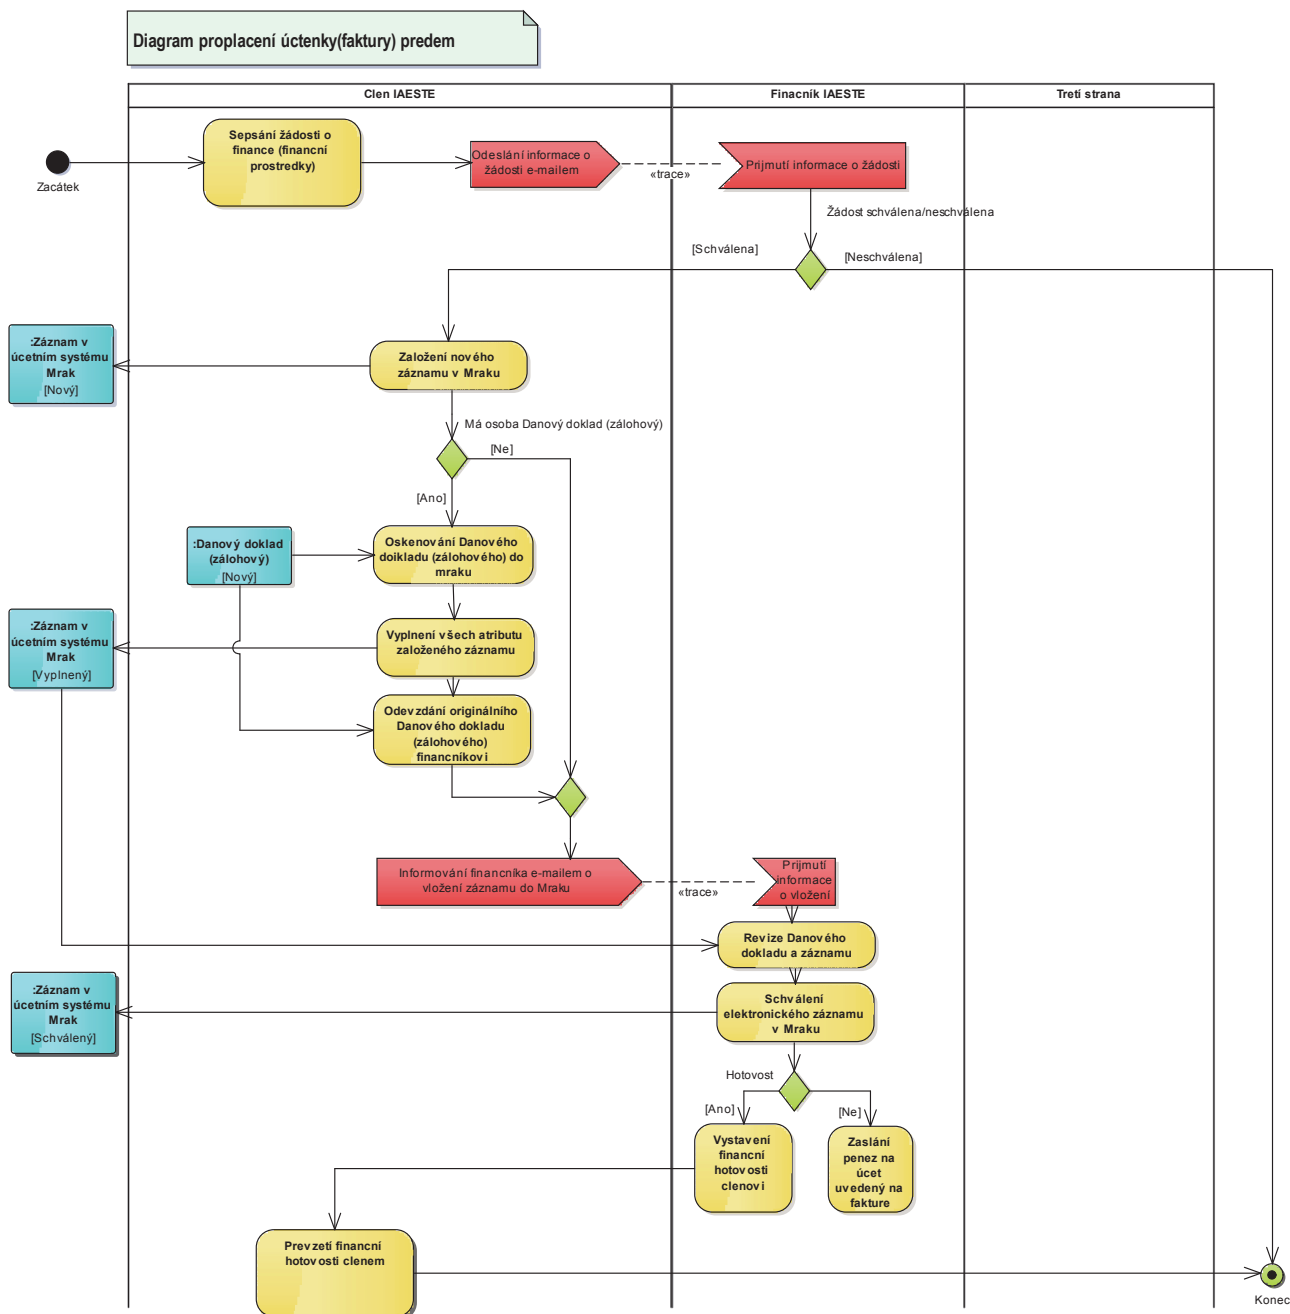 Diagram proplacení úctenky(faktury) predem
Clen IAESTE
Finacník IAESTE
Tretí strana
Zacátek
Sepsání žádosti o
finance (financní
prostredky)
Odeslání informace o
žádosti e-mailem
«trace»
Prijmutí informace o žádosti
Žádost schválena/neschválena
[Schválena]
[Neschválena]
:Záznam v
úcetním systému
Mrak
[Nový]
Založení nového
záznamu v Mraku
Má osoba Danový doklad (zálohový)
[Ne]
[Ano]
:Danový doklad
(zálohový)
[Nový]
Oskenování Danového
doikladu (zálohového) do
mraku
:Záznam v
úcetním systému
Mrak
[Vyplnený]
Vyplnení všech atributu
založeného záznamu
Odevzdání originálního
Danového dokladu
(zálohového)
financníkovi
Informování financníka e-mailem o
vložení záznamu do Mraku
«trace»
Prijmutí
informace
o vložení
Revize Danového
dokladu a záznamu
:Záznam v
úcetním systému
Mrak
[Schválený]
Schválení
elektronického záznamu
v Mraku
Hotovost
[Ano]
[Ne]
Vystavení
financní
hotovosti
clenovi
Zaslání
penez na
úcet
uvedený na
fakture
Prevzetí financní
hotovosti clenem
Konec